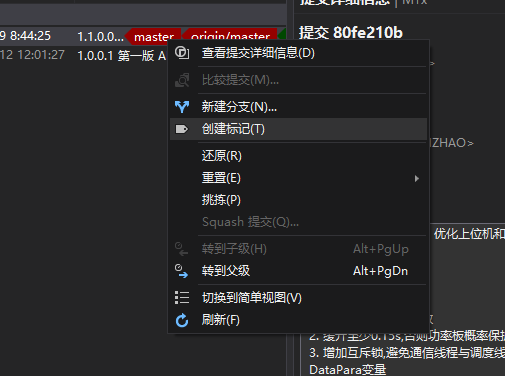 提交详细信息 | MTX
提交 80fe210b
9 8:44:25 1.1.0.0... master origin/master
12 12:01:27 1.0.0.1 第一版 A
查看提交详细信息(D)
比较提交(M)...
新建分支(N)...
创建标记(T)
ZHAO>
还原(R)
重置(E)
挑拣(P)
Squash 提交(Q)...
优化上位机和
转到子级(H) Alt+PgUp
转到父级 Alt+PgDn
切换到简单视图(V)
刷新(F)
2. 缓升至少0.15s,否则功率板概率保护
3. 增加互斥锁,避免通信线程与调度线
DataPara变量